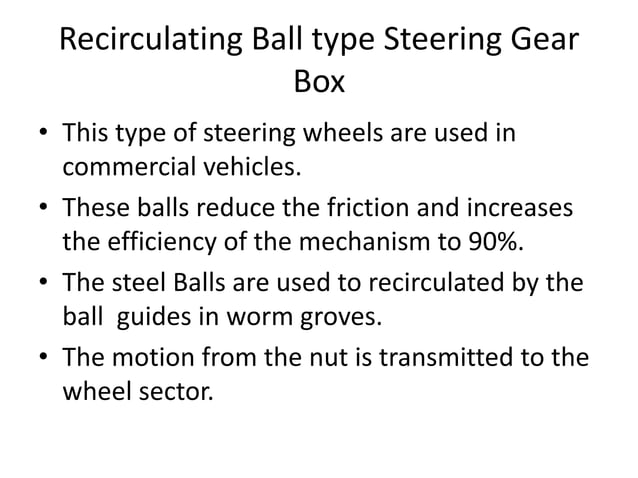 Recirculating Ball type Steering Gear
Box
• This type of steering wheels are used in
commercial vehicles.
• These balls reduce the friction and increases
the efficiency of the mechanism to 90%.
• The steel Balls are used to recirculated by the
ball  guides in worm groves.
• The motion from the nut is transmitted to the
wheel sector.